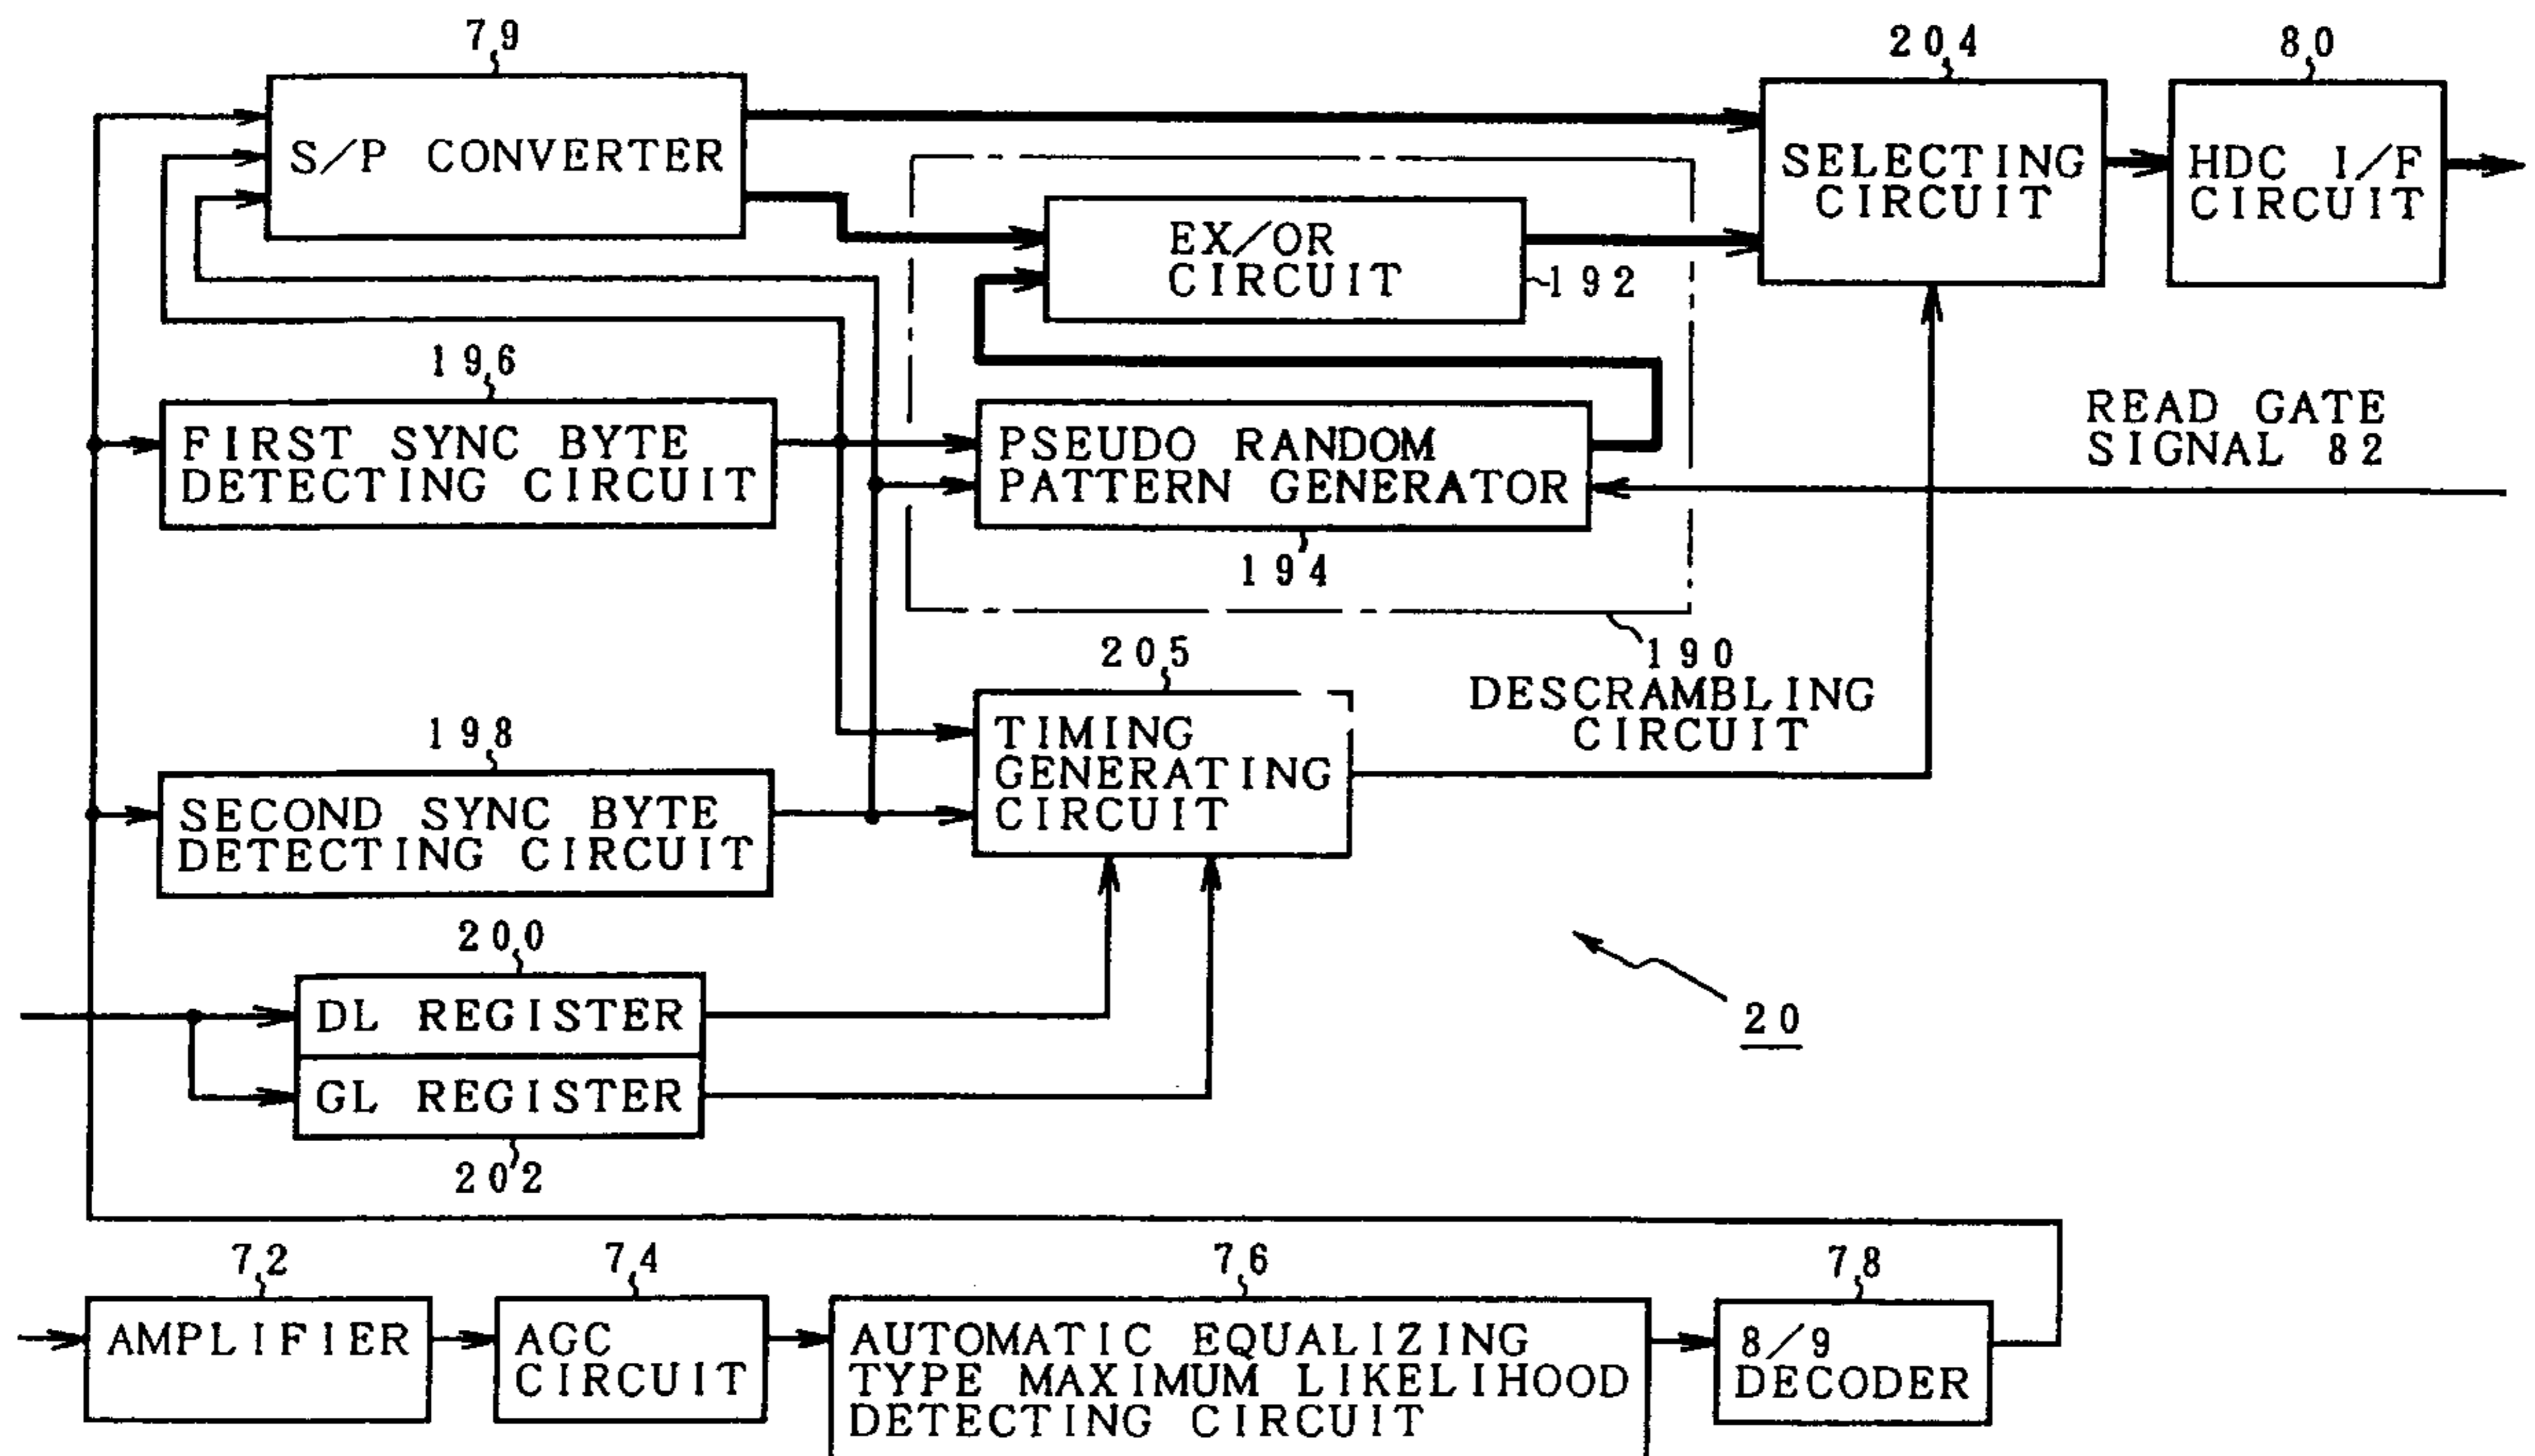 79
204
80
S/P CONVERTER
SELECTING
CIRCUIT
HDC I/F
CIRCUIT
EX/OR
CIRCUIT
192
196
FIRST SYNC BYTE
DETECTING CIRCUIT
PSEUDO RANDOM
PATTERN GENERATOR
194
READ GATE
SIGNAL 82
190
DESCRAMBLING
CIRCUIT
205
TIMING
GENERATING
CIRCUIT
198
SECOND SYNC BYTE
DETECTING CIRCUIT
200
DL REGISTER
GL REGISTER
202
20
72
AMPLIFIER
74
AGC
CIRCUIT
76
AUTOMATIC EQUALIZING
TYPE MAXIMUM LIKELIHOOD
DETECTING CIRCUIT
78
8/9
DECODER